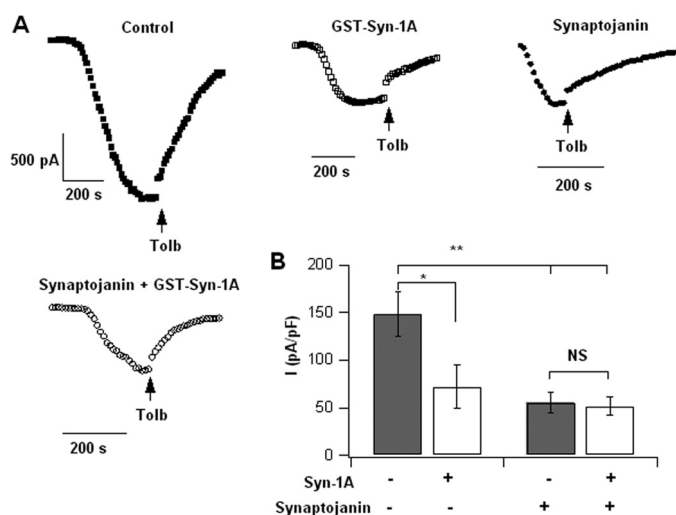 A
Control
GST-Syn-1A
Synaptojanin
500 pA
200 s
Tolb
200 s
Tolb
200 s
Tolb
Synaptojanin + GST-Syn-1A
Tolb
200 s
B
I (pA/pF)
200
150
100
50
0
**
*
NS
Syn-1A - + - +
Synaptojanin - - + +